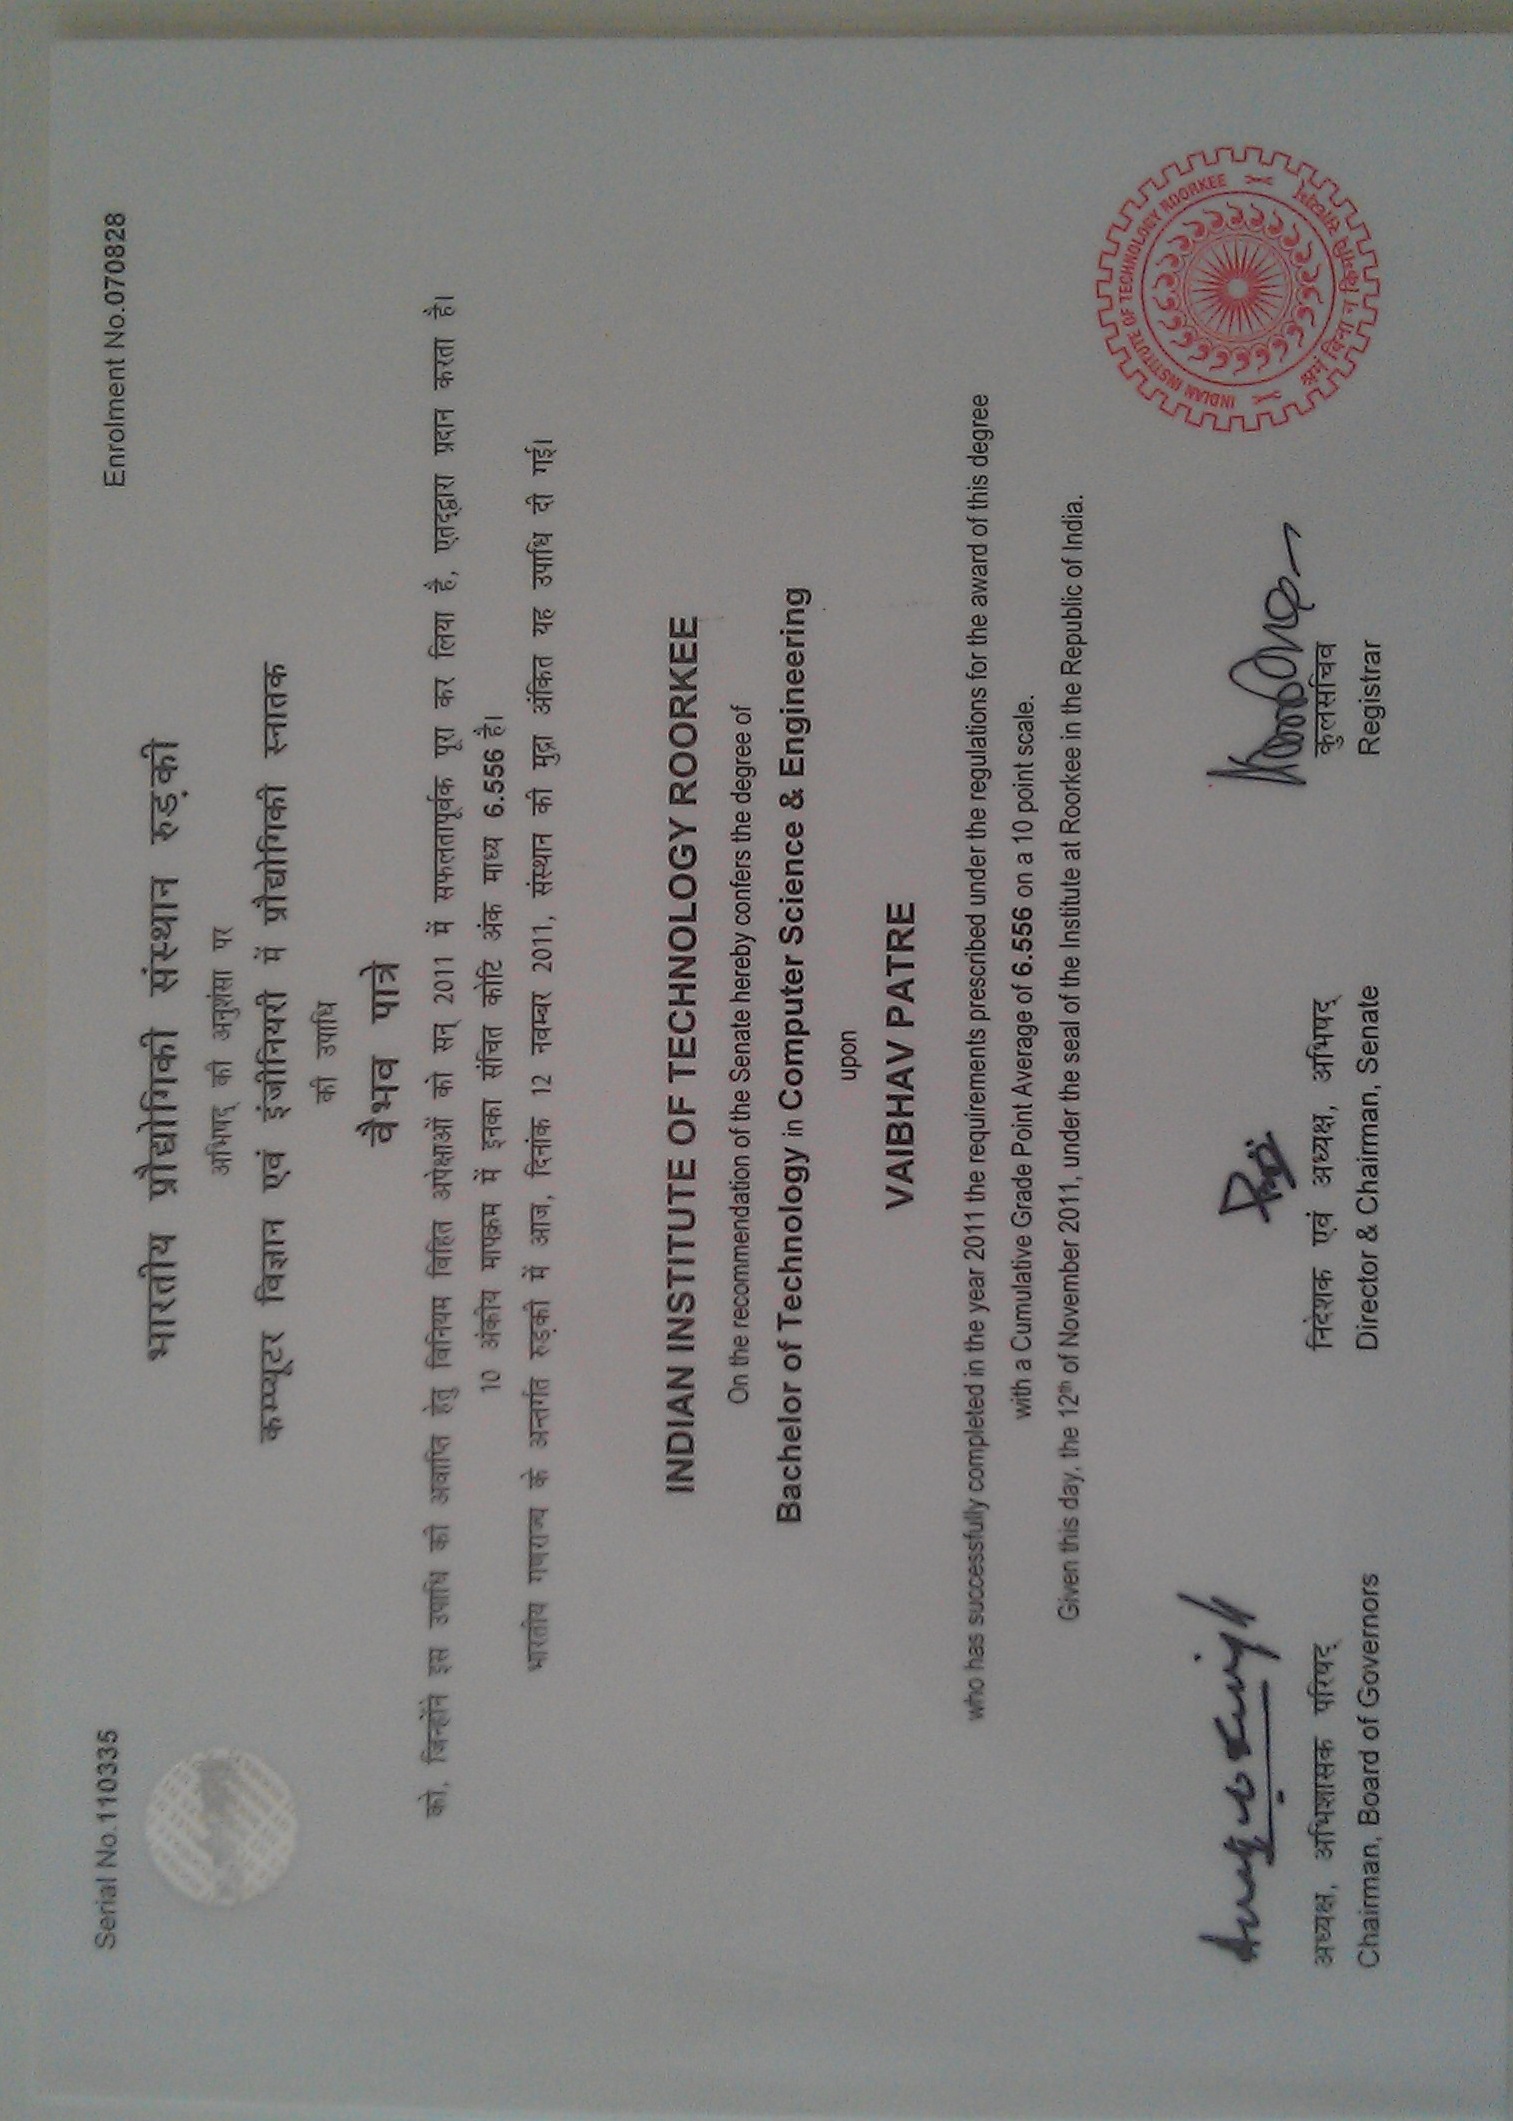 Serial No.110335
Enrolment No.070828
भारतीय प्रौद्योगिकी संस्थान रुड़की
अभिषद् की अनुशंसा पर
कम्प्यूटर विज्ञान एवं इंजीनियरी में प्रौद्योगिकी स्नातक
की उपाधि
वैभव पात्रे
को, जिन्होंने इस उपाधि की अवाप्ति हेतु विनियम विहित अपेक्षाओं को सन् 2011 में सफलतापूर्वक पूरा कर लिया है, एतद्द्वारा प्रदान करता है।
10 अंकीय मापक्रम में इनका संचित कोटि अंक माध्य 6.556 है।
भारतीय गणराज्य के अन्तर्गत रुड़की में आज, दिनांक 12 नवम्बर 2011, संस्थान की मुद्रा अंकित यह उपाधि दी गई।
INDIAN INSTITUTE OF TECHNOLOGY ROORKEE
On the recommendation of the Senate hereby confers the degree of
Bachelor of Technology in Computer Science & Engineering
upon
VAIBHAV PATRE
who has successfully completed in the year 2011 the requirements prescribed under the regulations for the award of this degree
with a Cumulative Grade Point Average of 6.556 on a 10 point scale.
Given this day, the 12th of November 2011, under the seal of the Institute at Roorkee in the Republic of India.
INDIAN INSTITUTE OF TECHNOLOGY ROORKEE
श्रमं विना न किमपि साध्यम्
अध्यक्ष, अभिशासक परिषद्
Chairman, Board of Governors
निदेशक एवं अध्यक्ष, अभिषद्
Director & Chairman, Senate
कुलसचिव
Registrar